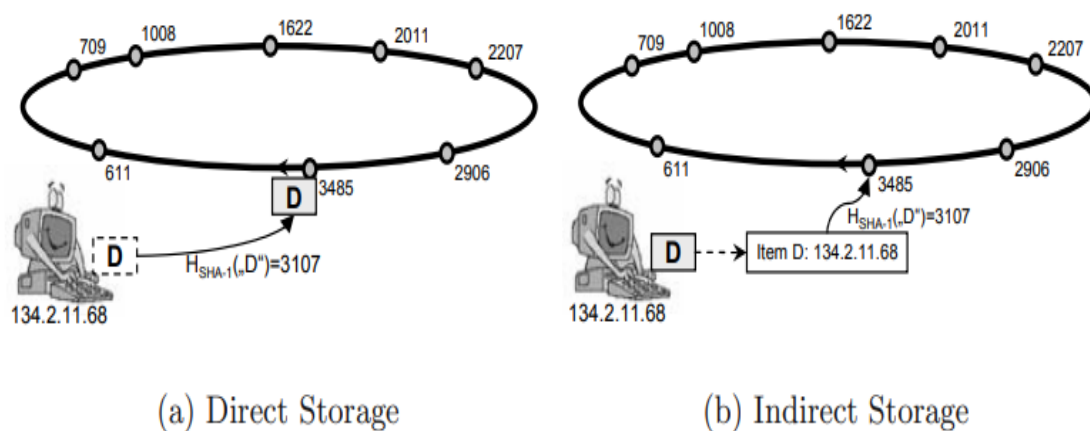 709
1008
1622
2011
2207
611
3485
2906
D
D
H_SHA-1(„D“)=3107
134.2.11.68
(a) Direct Storage
709
1008
1622
2011
2207
611
3485
2906
H_SHA-1(„D“)=3107
D
Item D: 134.2.11.68
134.2.11.68
(b) Indirect Storage